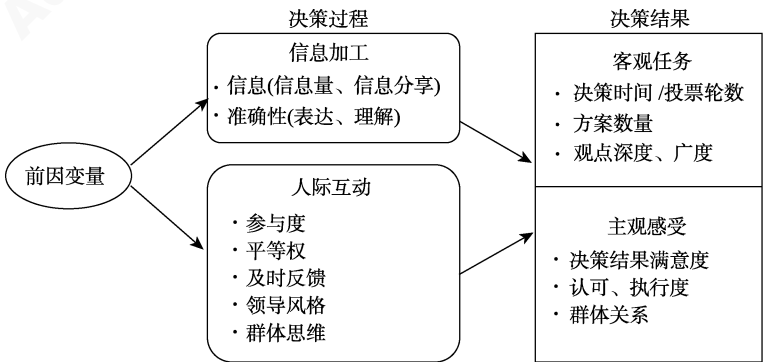 决策过程
决策结果
前因变量
信息加工
· 信息(信息量、信息分享)
· 准确性(表达、理解)
人际互动
· 参与度
· 平等权
· 及时反馈
· 领导风格
· 群体思维
客观任务
· 决策时间/投票轮数
· 方案数量
· 观点深度、广度
主观感受
· 决策结果满意度
· 认可、执行度
· 群体关系